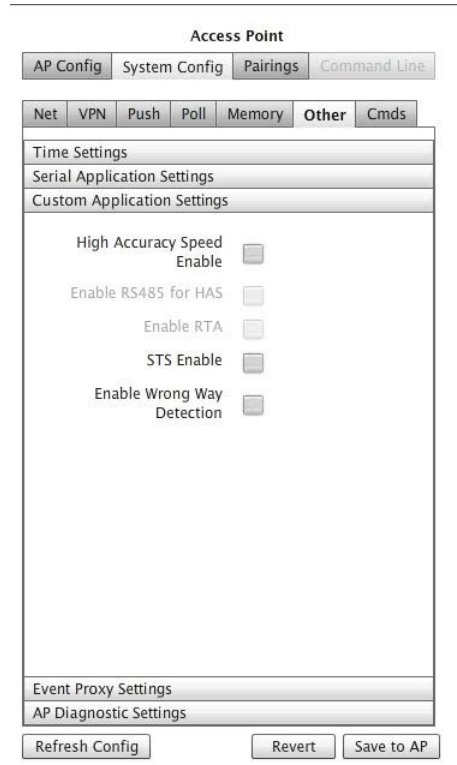 Access Point
AP Config System Config Pairings Command Line
Net VPN Push Poll Memory Other Cmds
Time Settings
Serial Application Settings
Custom Application Settings
High Accuracy Speed
Enable
Enable RS485 for HAS
Enable RTA
STS Enable
Enable Wrong Way
Detection
Event Proxy Settings
AP Diagnostic Settings
Refresh Config Revert Save to AP